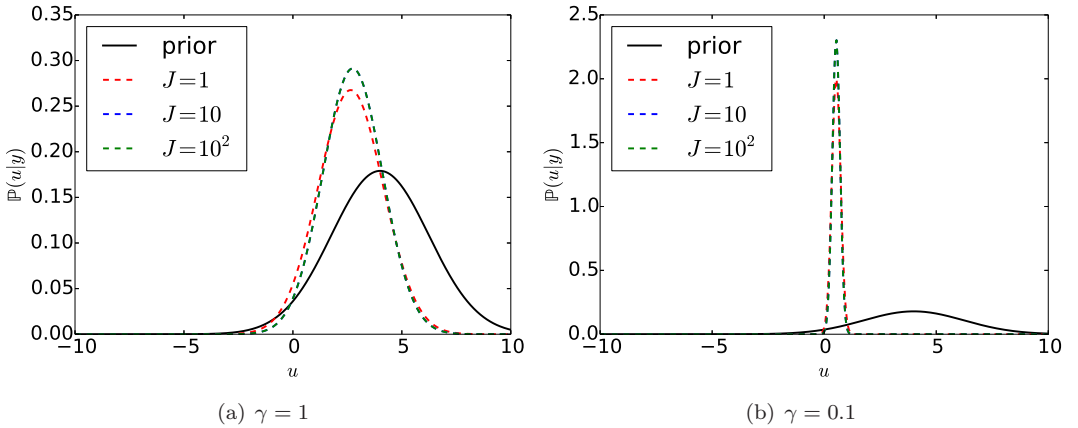 0.35
0.30
0.25
0.20
0.15
0.10
0.05
0.00
ℙ(u|y)
prior
J=1
J=10
J=10²
−10
−5
0
5
10
u
(a) γ = 1
2.5
2.0
1.5
1.0
0.5
0.0
ℙ(u|y)
prior
J=1
J=10
J=10²
−10
−5
0
5
10
u
(b) γ = 0.1